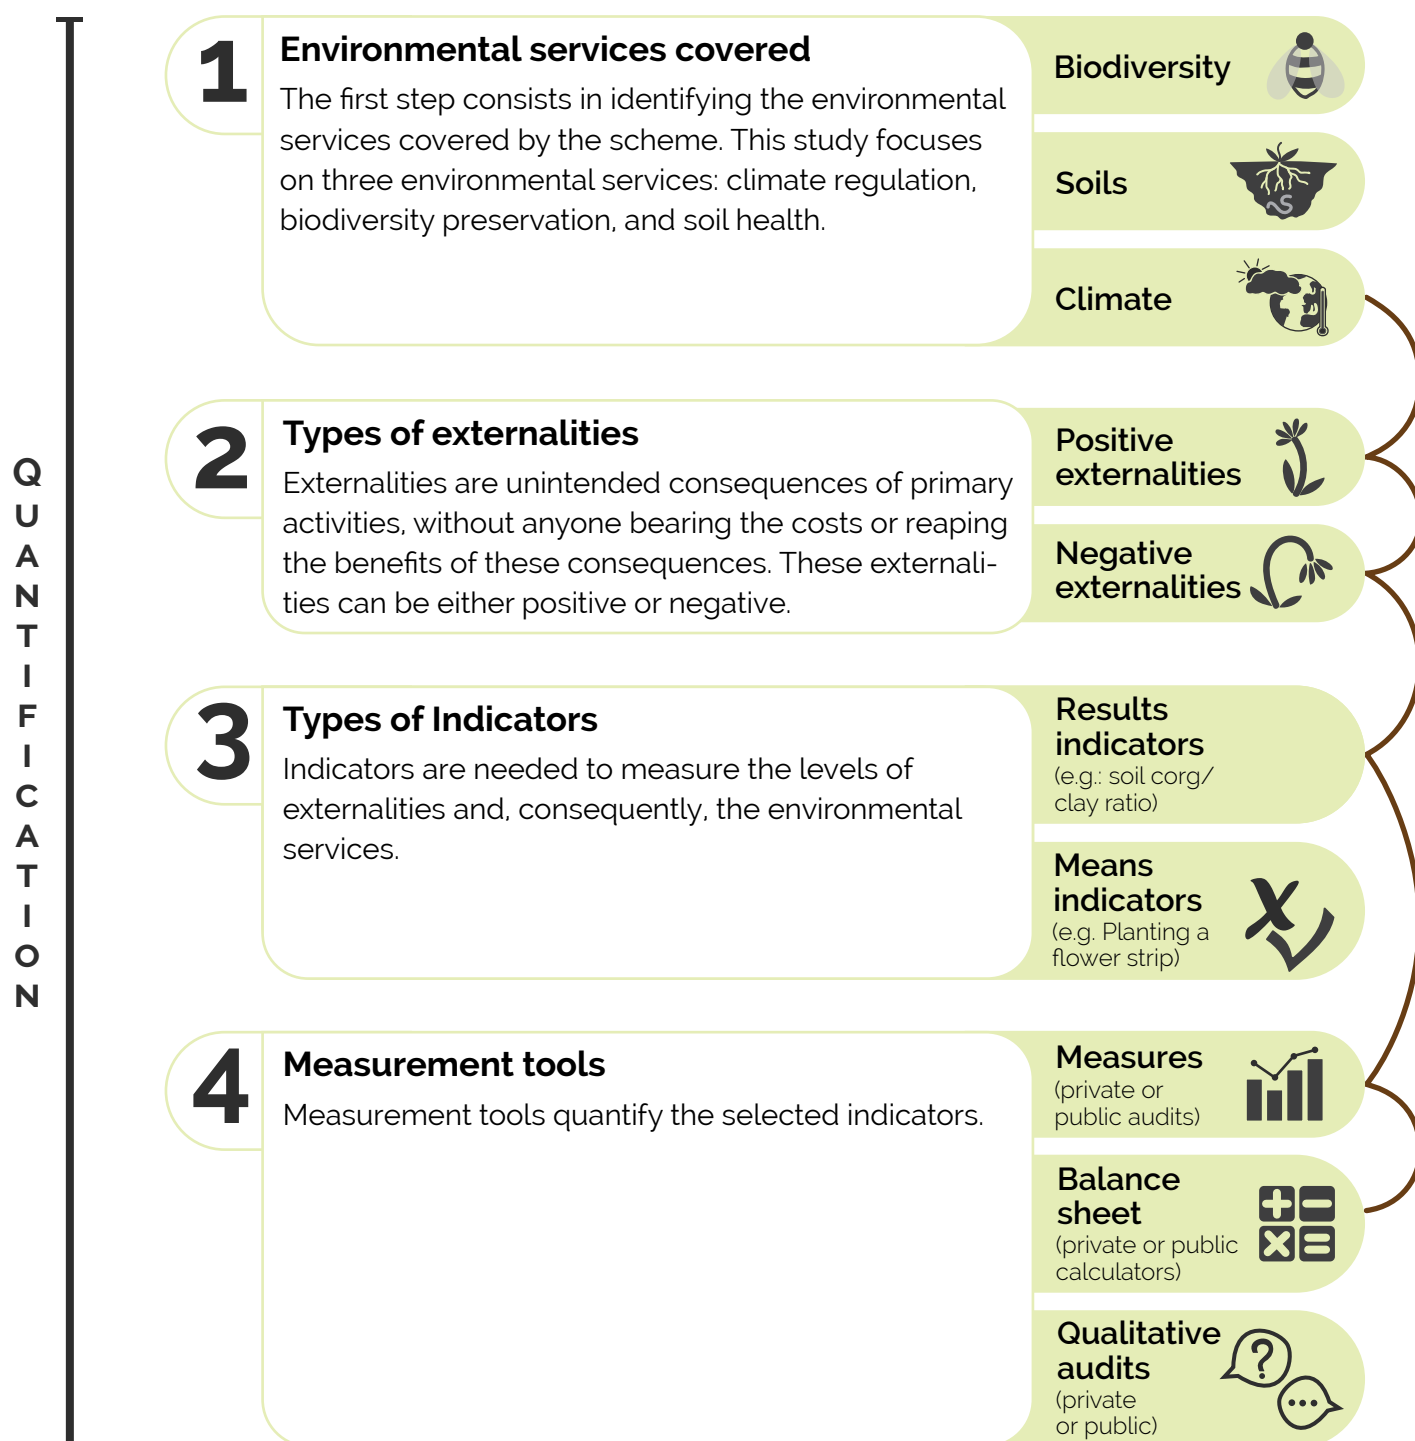 QUANTIFICATION
1
Environmental services covered
The first step consists in identifying the environmental
services covered by the scheme. This study focuses
on three environmental services: climate regulation,
biodiversity preservation, and soil health.
Biodiversity
Soils
Climate
2
Types of externalities
Externalities are unintended consequences of primary
activities, without anyone bearing the costs or reaping
the benefits of these consequences. These externali-
ties can be either positive or negative.
Positive
externalities
Negative
externalities
3
Types of Indicators
Indicators are needed to measure the levels of
externalities and, consequently, the environmental
services.
Results
indicators
(e.g.: soil corg/
clay ratio)
Means
indicators
(e.g. Planting a
flower strip)
4
Measurement tools
Measurement tools quantify the selected indicators.
Measures
(private or
public audits)
Balance
sheet
(private or public
calculators)
Qualitative
audits
(private
or public)